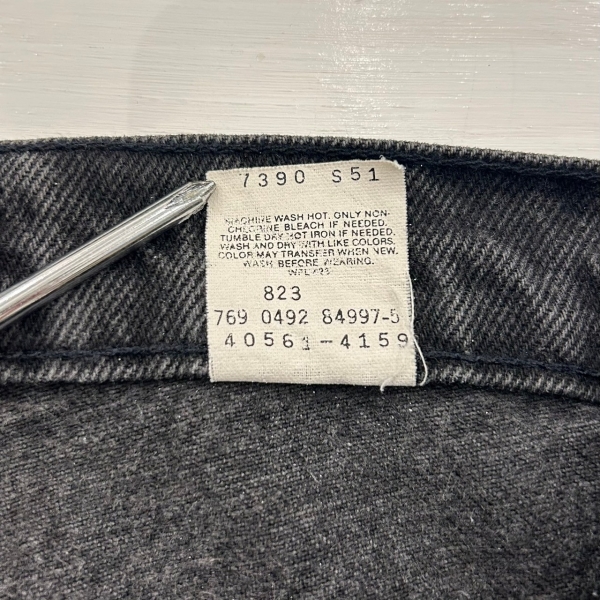 7390 S51
MACHINE WASH HOT. ONLY NON-
CHLORINE BLEACH IF NEEDED.
TUMBLE DRY HOT IRON IF NEEDED.
WASH AND DRY WITH LIKE COLORS.
COLOR MAY TRANSFER WHEN NEW.
WASH BEFORE WEARING.
823
769 0492 84997-5
40561-4159